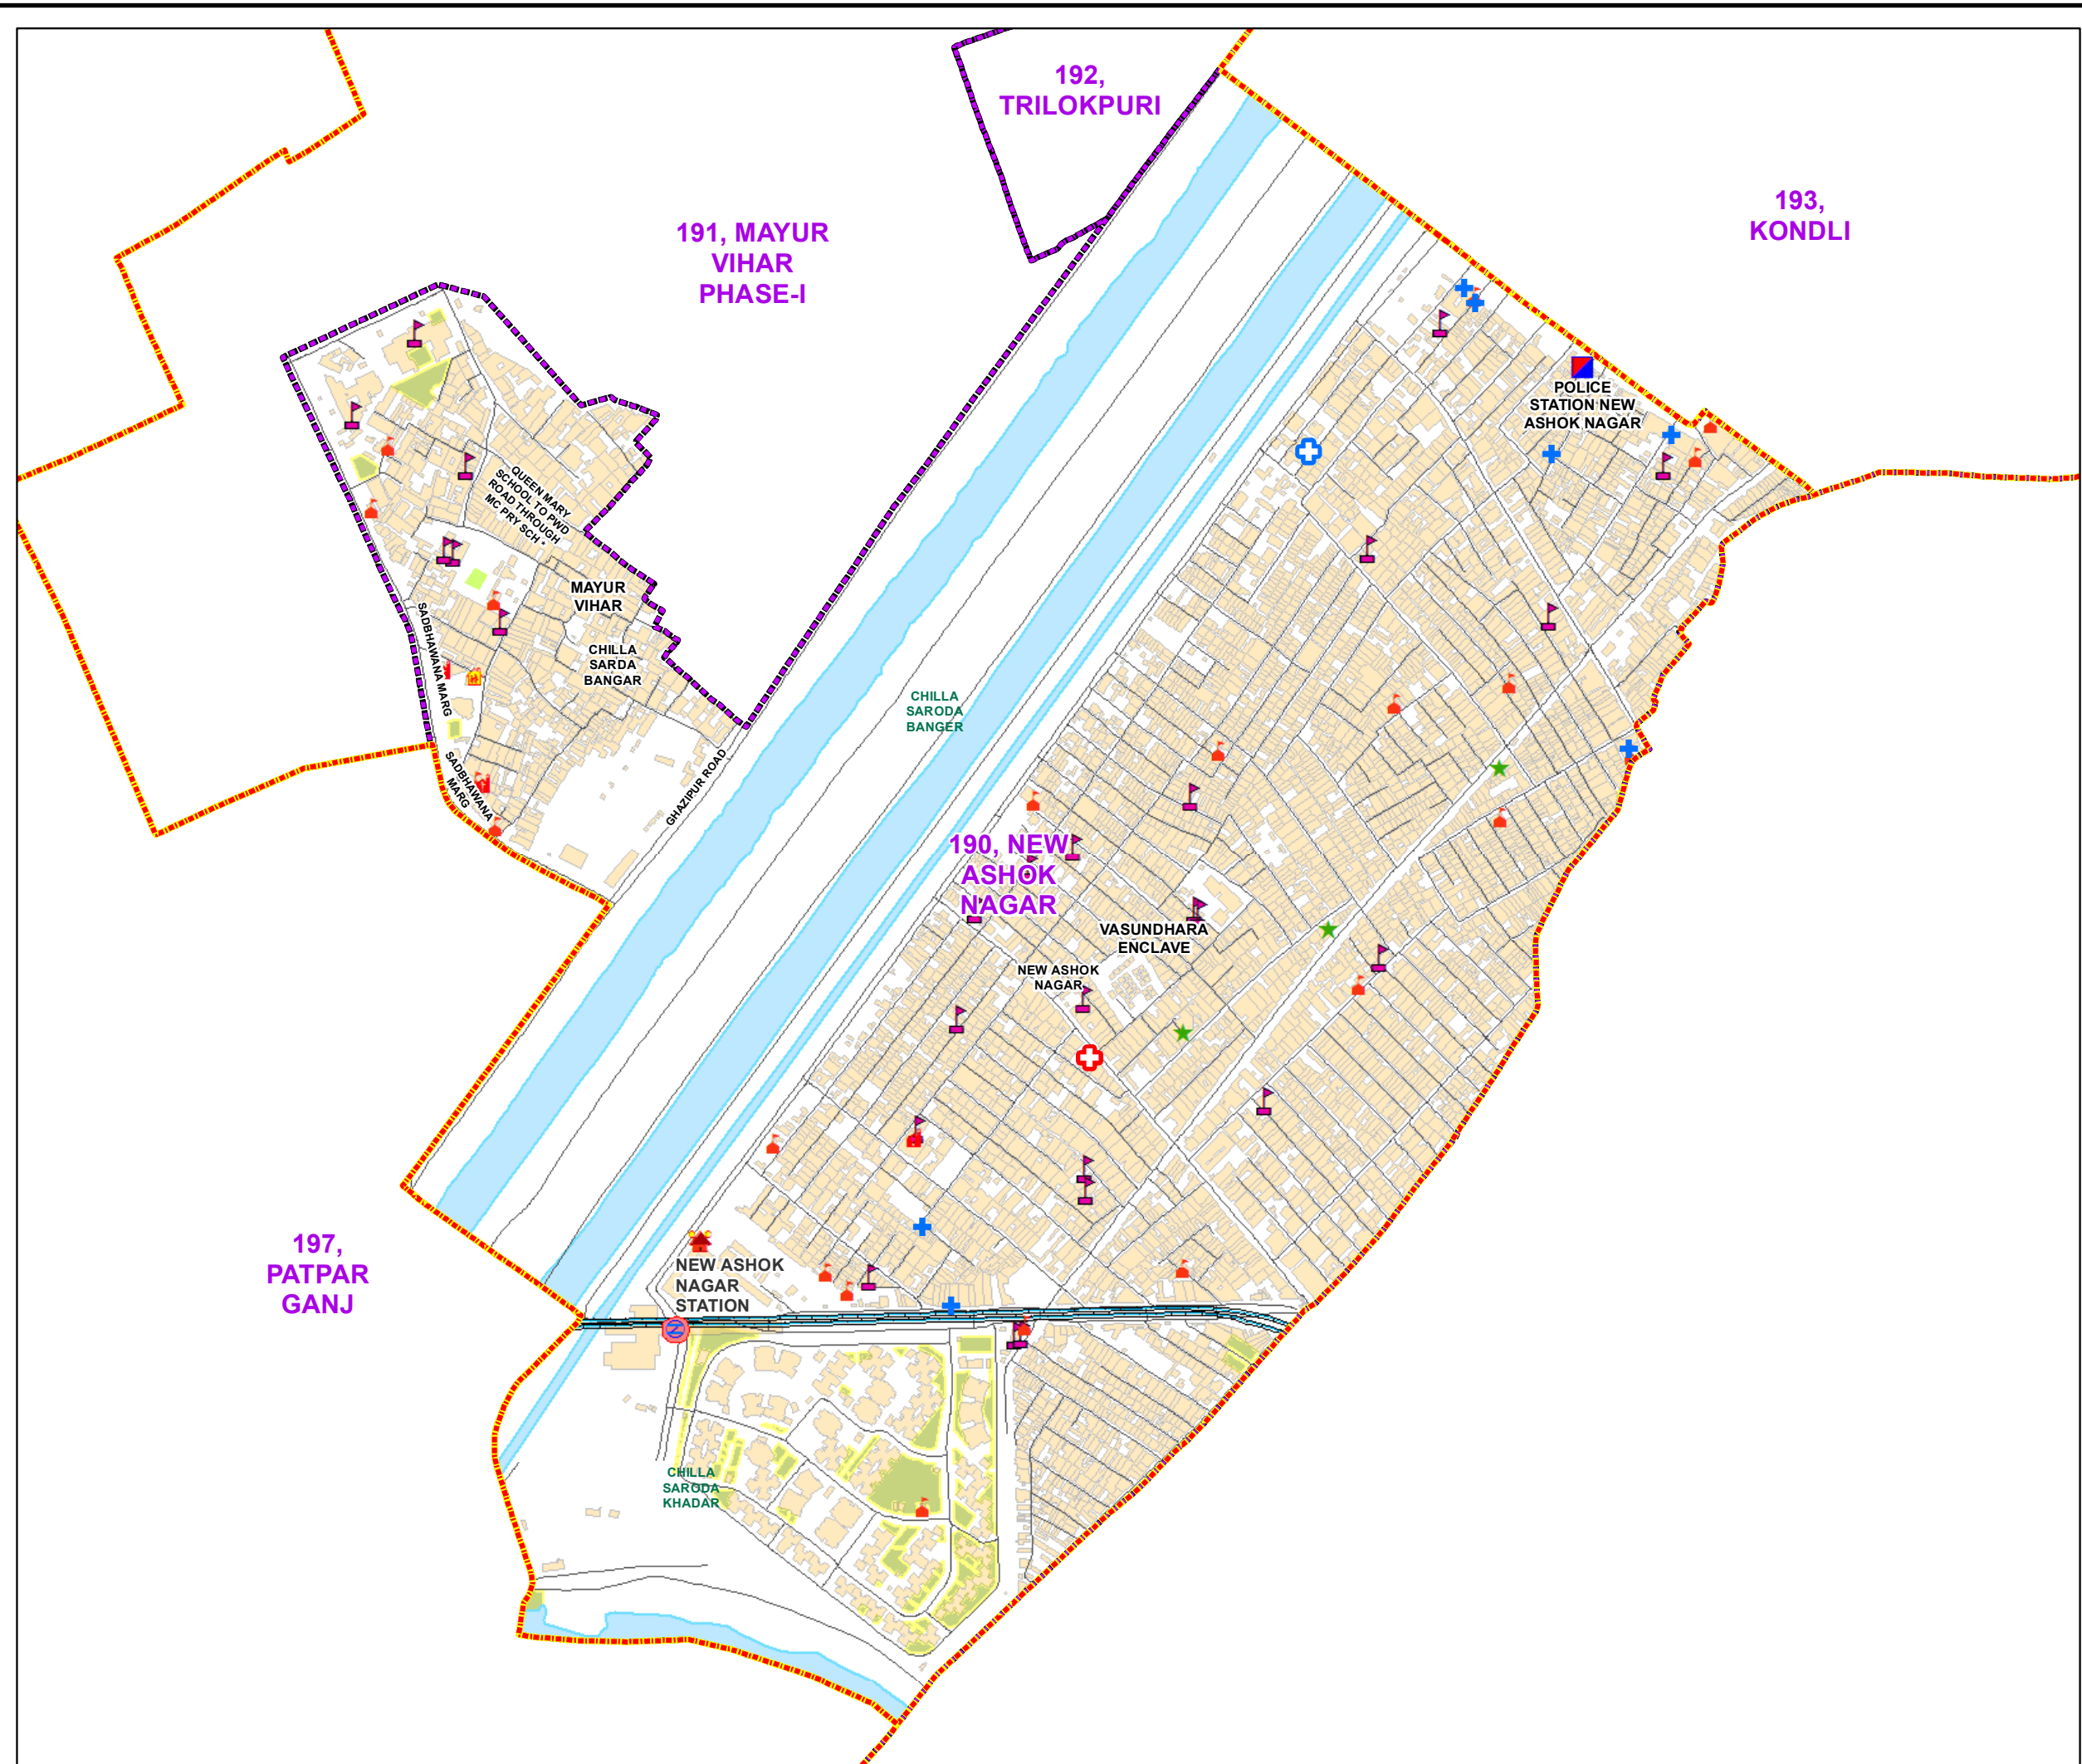 192,
TRILOKPURI
193,
KONDLI
191, MAYUR
VIHAR
PHASE-I
POLICE
STATION NEW
ASHOK NAGAR
QUEEN MARY
SCHOOL TO PWD
ROAD THROUGH
MC PRY SCH *
MAYUR
VIHAR
SADBHAWANA MARG
CHILLA
SARDA
BANGAR
CHILLA
SARODA
BANGER
SADBHAWANA
MARG
GHAZIPUR ROAD
190, NEW
ASHOK
NAGAR
VASUNDHARA
ENCLAVE
NEW ASHOK
NAGAR
197,
PATPAR
GANJ
NEW ASHOK
NAGAR
STATION
CHILLA
SARODA
KHADAR